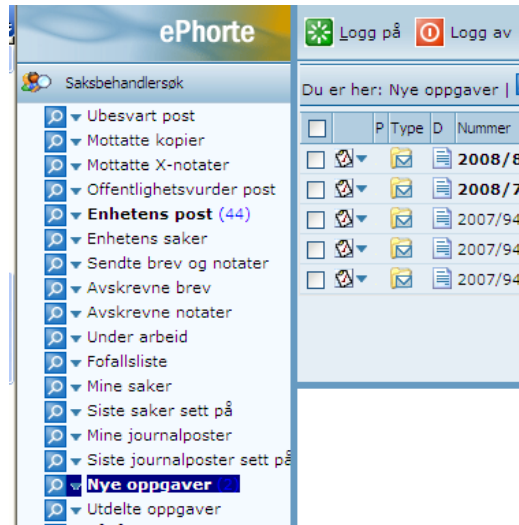 ePhorte
Logg på Logg av
Saksbehandlersøk
Du er her: Nye oppgaver |
P Type D Nummer
2008/8
2008/7
2007/94
2007/94
2007/94
Ubesvart post
Mottatte kopier
Mottatte X-notater
Offentlighetsvurder post
Enhetens post (44)
Enhetens saker
Sendte brev og notater
Avskrevne brev
Avskrevne notater
Under arbeid
Fofallsliste
Mine saker
Siste saker sett på
Mine journalposter
Siste journalposter sett på
Nye oppgaver (2)
Utdelte oppgaver